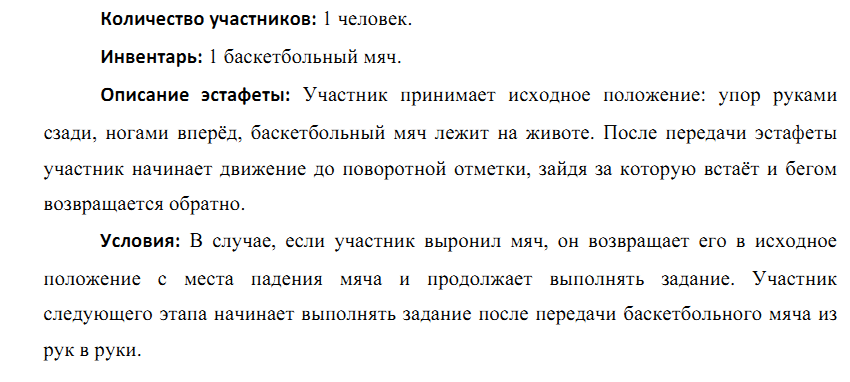 Количество участников: 1 человек.
Инвентарь: 1 баскетбольный мяч.
Описание эстафеты: Участник принимает исходное положение: упор руками
сзади, ногами вперёд, баскетбольный мяч лежит на животе. После передачи эстафеты
участник начинает движение до поворотной отметки, зайдя за которую встаёт и бегом
возвращается обратно.
Условия: В случае, если участник выронил мяч, он возвращает его в исходное
положение с места падения мяча и продолжает выполнять задание. Участник
следующего этапа начинает выполнять задание после передачи баскетбольного мяча из
рук в руки.